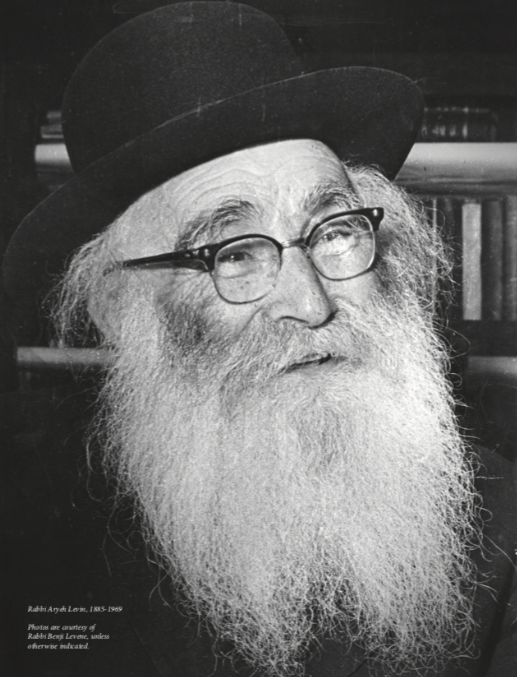 Rabbi Aryeh Levin, 1885-1969
Photos are courtesy of
Rabbi Benji Levene, unless
otherwise indicated.